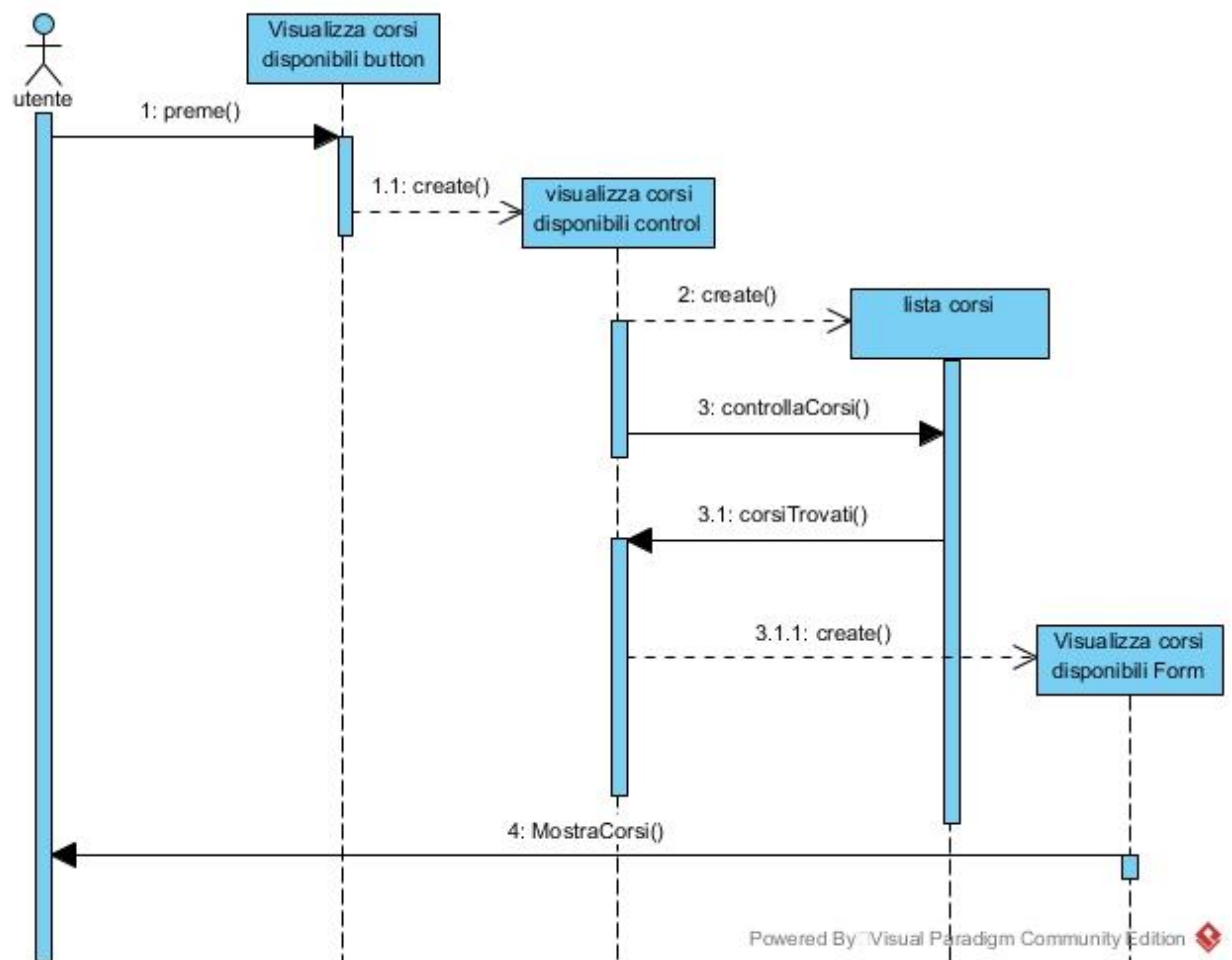 Visualizza corsi
disponibili button
utente
1: preme()
1.1: create()
visualizza corsi
disponibili control
2: create()
lista corsi
3: controllaCorsi()
3.1: corsiTrovati()
3.1.1: create()
Visualizza corsi
disponibili Form
4: MostraCorsi()
Powered By Visual Paradigm Community Edition